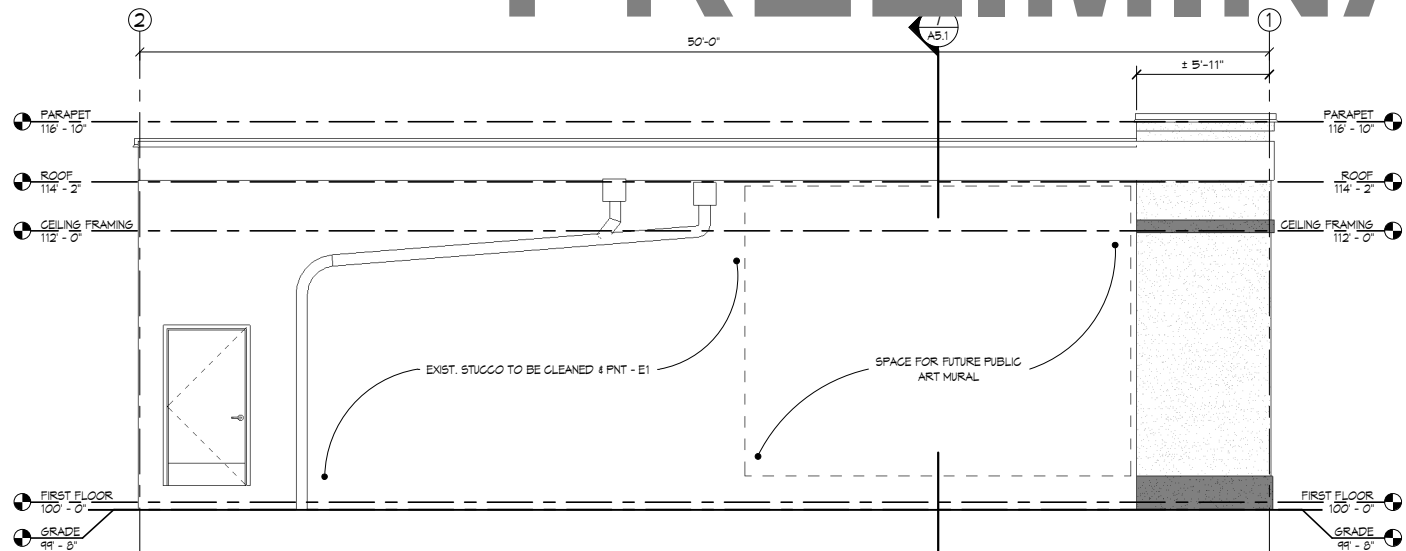 PRELIMINA
2
7
A5.1
1
50'-0"
± 5'-11"
PARAPET
116' - 10"
PARAPET
116' - 10"
ROOF
114' - 2"
ROOF
114' - 2"
CEILING FRAMING
112' - 0"
CEILING FRAMING
112' - 0"
EXIST. STUCCO TO BE CLEANED & PNT - E1
SPACE FOR FUTURE PUBLIC
ART MURAL
FIRST FLOOR
100' - 0"
FIRST FLOOR
100' - 0"
GRADE
99' - 8"
GRADE
99' - 8"